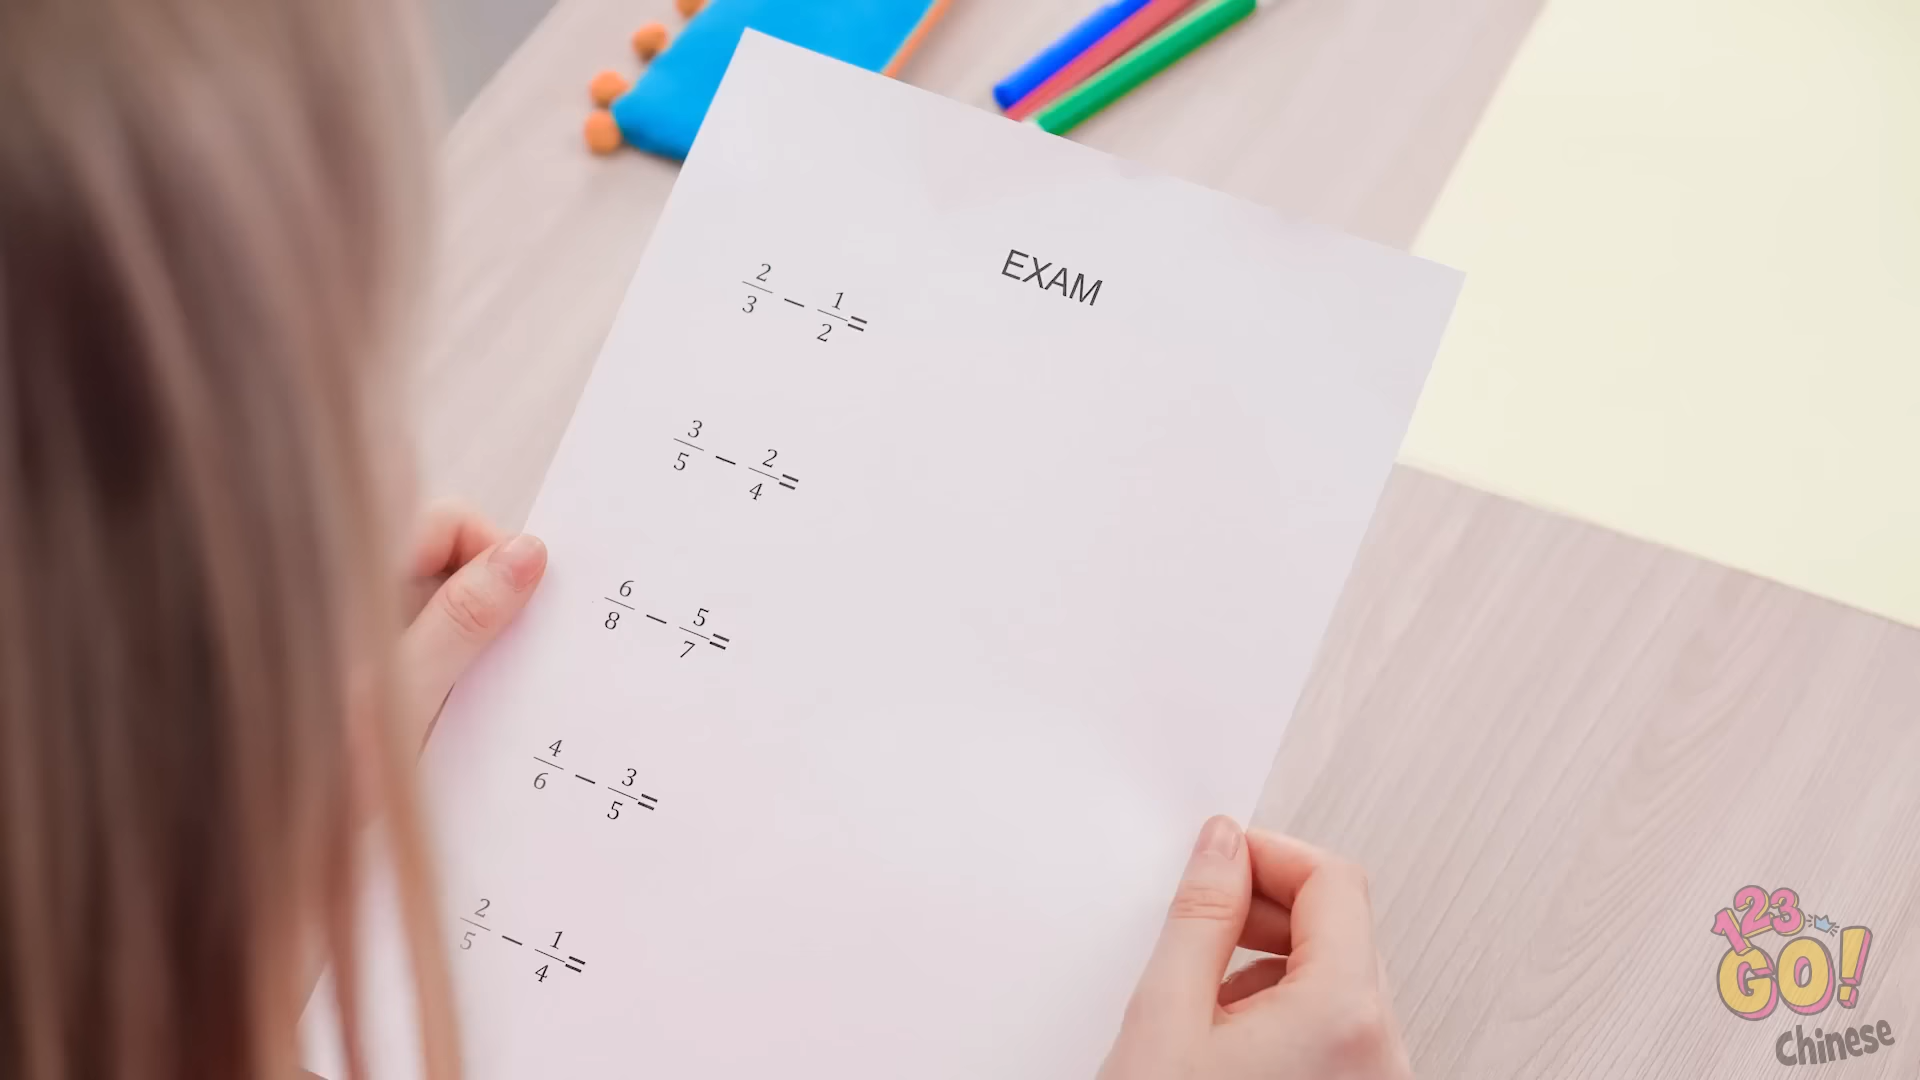 EXAM
2/3 − 1/2=
3/5 − 2/4=
6/8 − 5/7=
4/6 − 3/5=
2/5 − 1/4=
123
GO!
Chinese